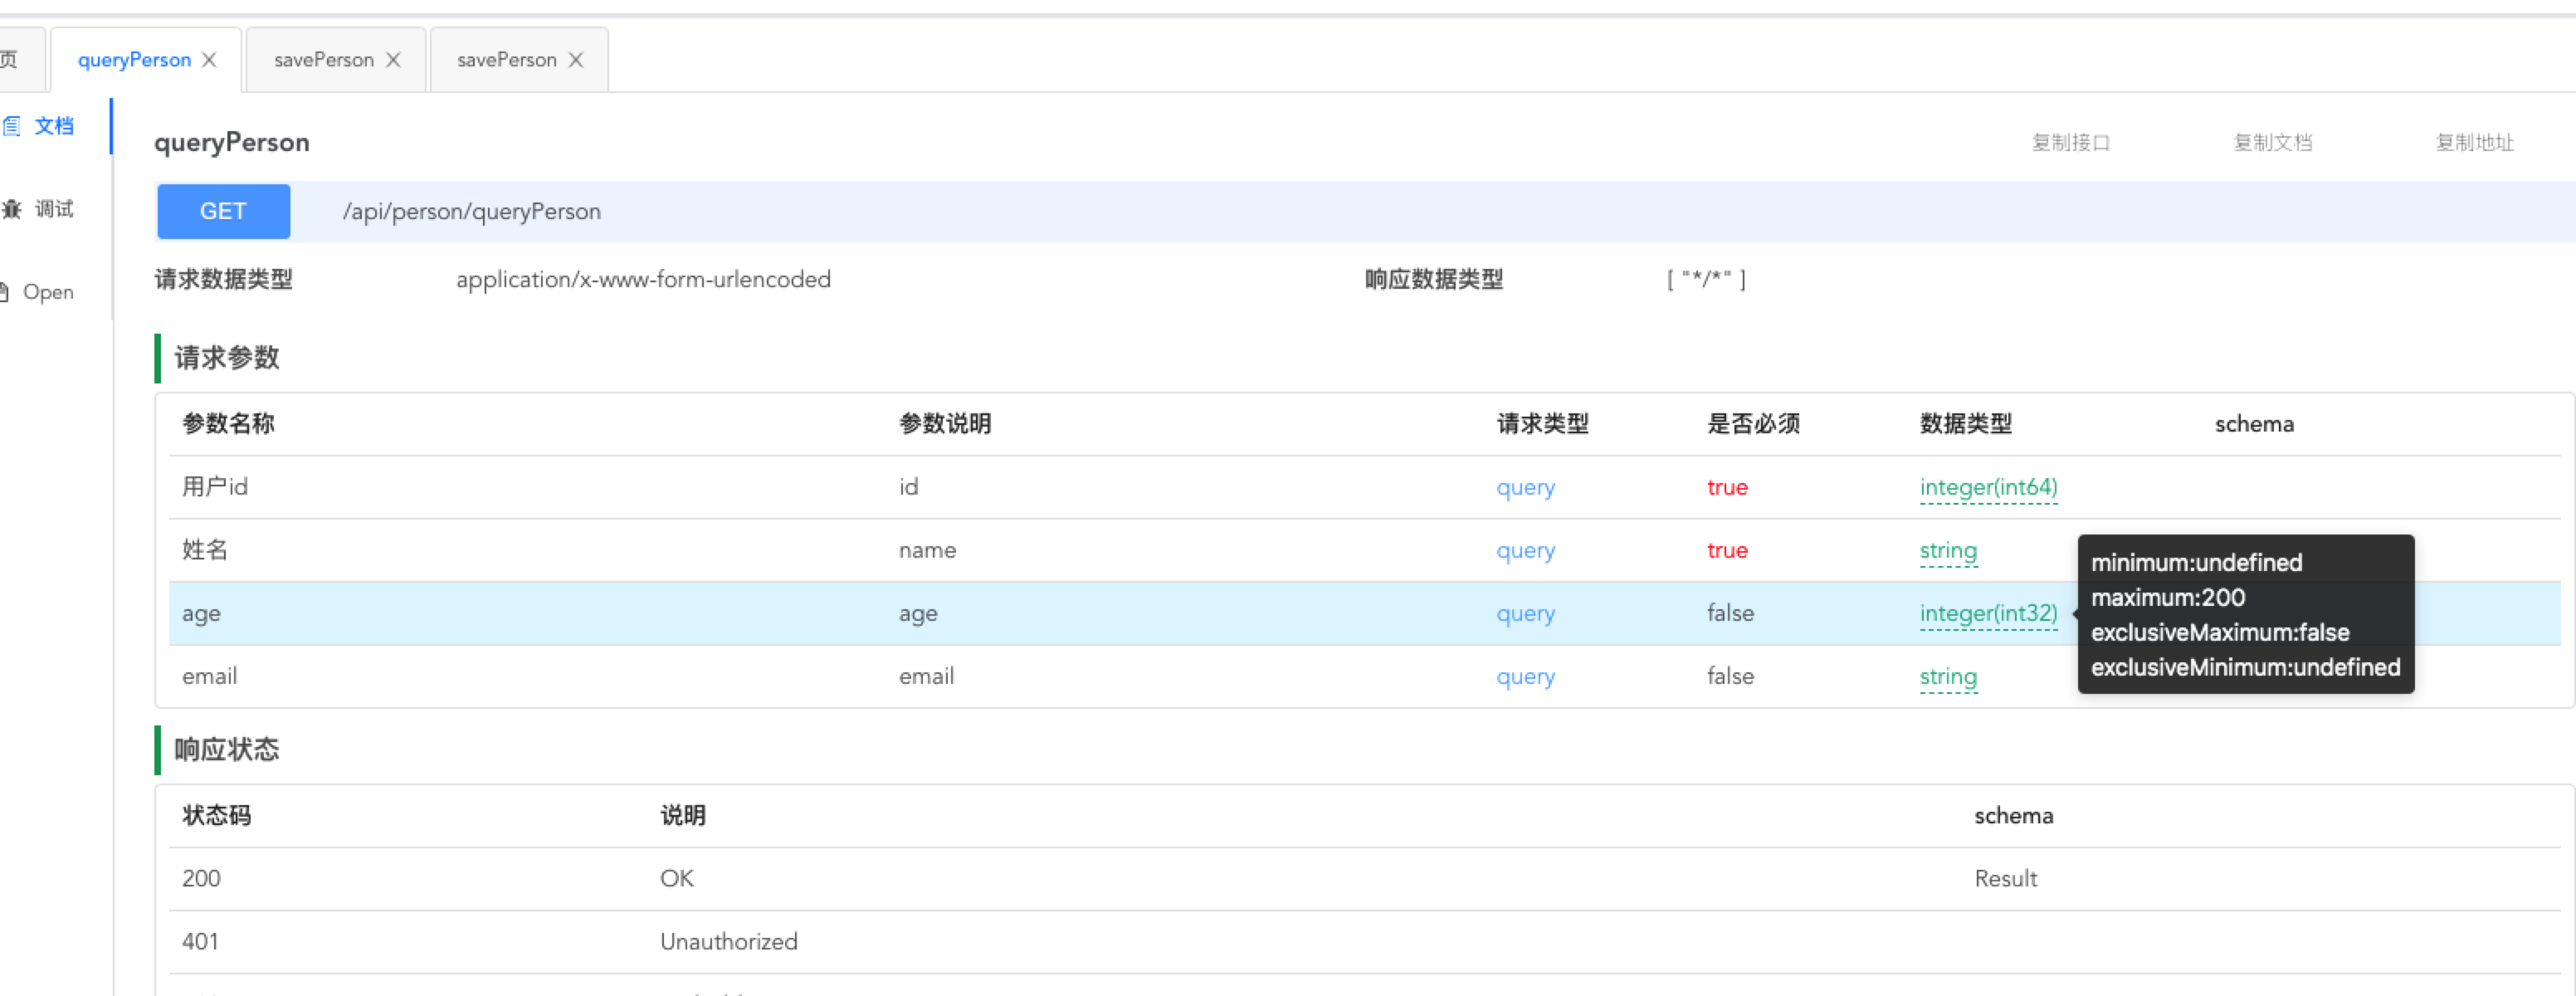 页 queryPerson savePerson savePerson
文档
调试
Open
queryPerson 复制接口 复制文档 复制地址
GET /api/person/queryPerson
请求数据类型 application/x-www-form-urlencoded 响应数据类型 [ "*/*" ]
请求参数
参数名称 参数说明 请求类型 是否必须 数据类型 schema
用户id id query true integer(int64)
姓名 name query true string
age age query false integer(int32)
email email query false string
minimum:undefined
maximum:200
exclusiveMaximum:false
exclusiveMinimum:undefined
响应状态
状态码 说明 schema
200 OK Result
401 Unauthorized